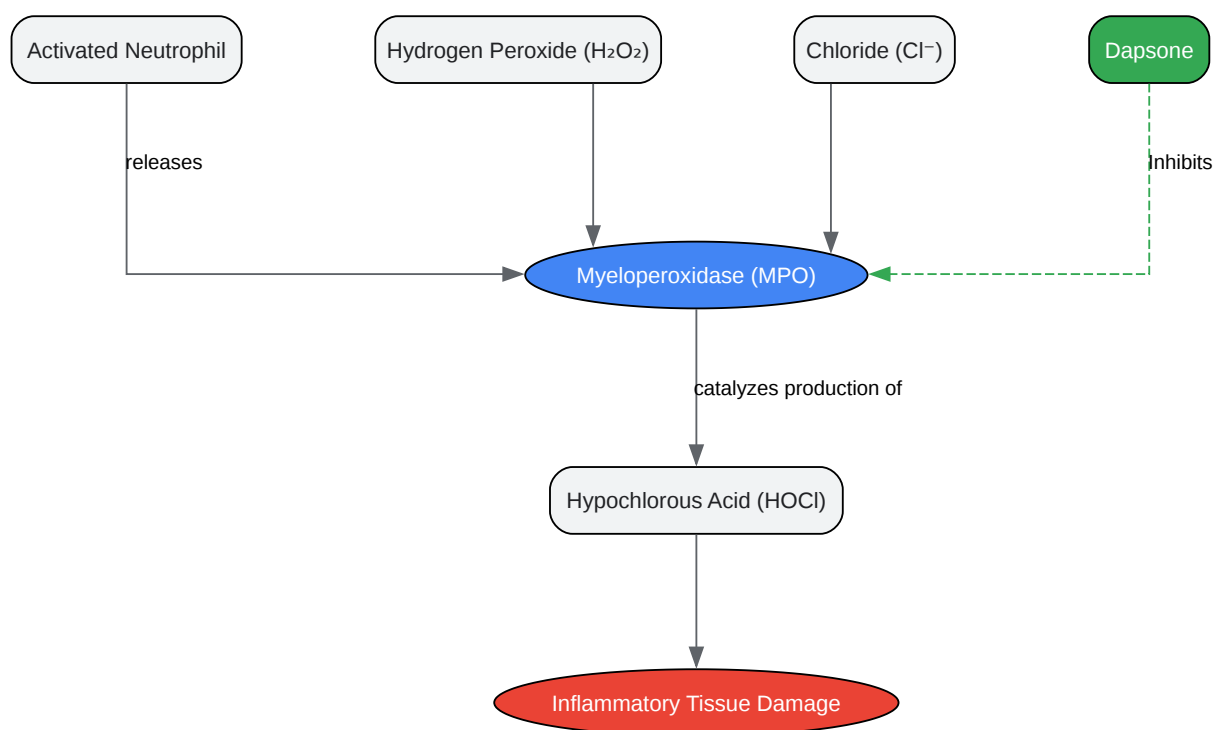 Activated Neutrophil
Hydrogen Peroxide (H₂O₂)
Chloride (Cl⁻)
Dapsone
releases
Inhibits
Myeloperoxidase (MPO)
catalyzes production of
Hypochlorous Acid (HOCl)
Inflammatory Tissue Damage